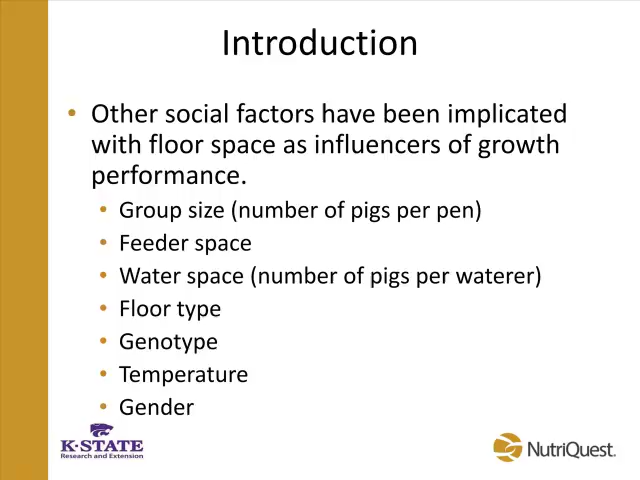 Introduction
• Other social factors have been implicated
with floor space as influencers of growth
performance.
• Group size (number of pigs per pen)
• Feeder space
• Water space (number of pigs per waterer)
• Floor type
• Genotype
• Temperature
• Gender
K-STATE
Research and Extension
NutriQuest.